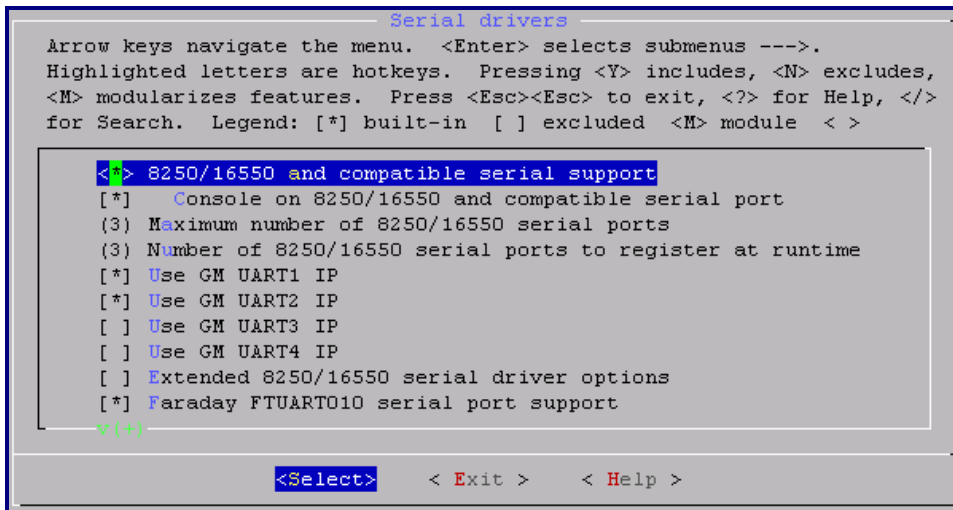 Serial drivers
Arrow keys navigate the menu.  <Enter> selects submenus --->.
Highlighted letters are hotkeys.  Pressing <Y> includes, <N> excludes,
<M> modularizes features.  Press <Esc><Esc> to exit, <?> for Help, </>
for Search.  Legend: [*] built-in  [ ] excluded  <M> module  < >
<*> 8250/16550 and compatible serial support
[*]   Console on 8250/16550 and compatible serial port
(3) Maximum number of 8250/16550 serial ports
(3) Number of 8250/16550 serial ports to register at runtime
[*] Use GM UART1 IP
[*] Use GM UART2 IP
[ ] Use GM UART3 IP
[ ] Use GM UART4 IP
[ ] Extended 8250/16550 serial driver options
[*] Faraday FTUART010 serial port support
v(+)
<Select>    < Exit >    < Help >